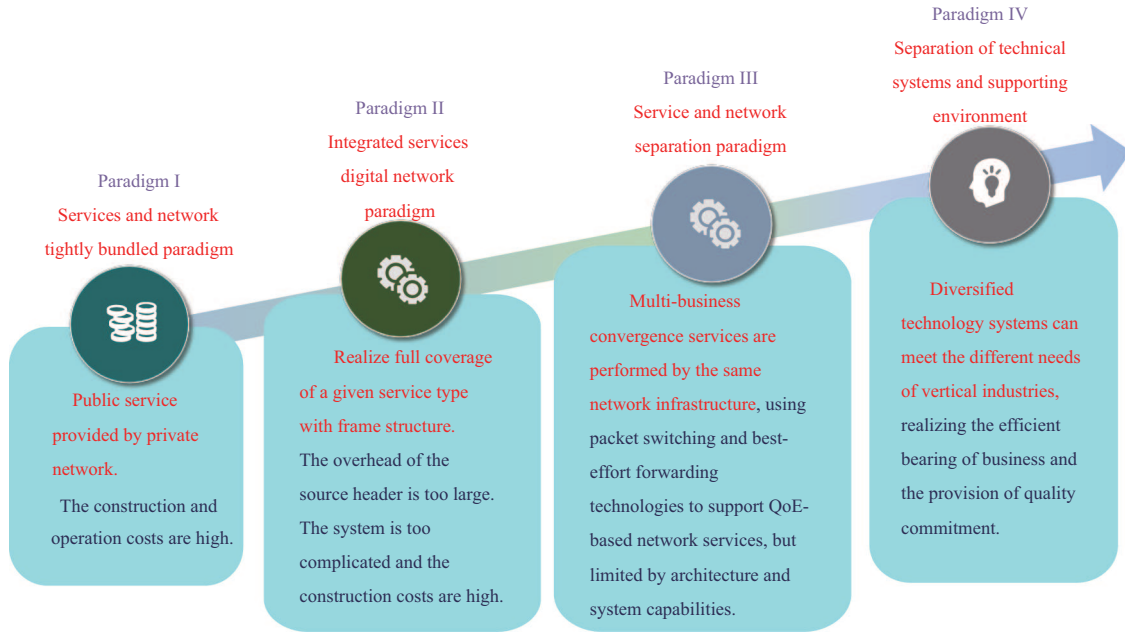 Paradigm I
Services and network
tightly bundled paradigm
Public service
provided by private
network.
The construction and
operation costs are high.
Paradigm II
Integrated services
digital network
paradigm
Realize full coverage
of a given service type
with frame structure.
The overhead of the
source header is too large.
The system is too
complicated and the
construction costs are high.
Paradigm III
Service and network
separation paradigm
Multi-business
convergence services are
performed by the same
network infrastructure, using
packet switching and best-
effort forwarding
technologies to support QoE-
based network services, but
limited by architecture and
system capabilities.
Paradigm IV
Separation of technical
systems and supporting
environment
Diversified
technology systems can
meet the different needs
of vertical industries,
realizing the efficient
bearing of business and
the provision of quality
commitment.